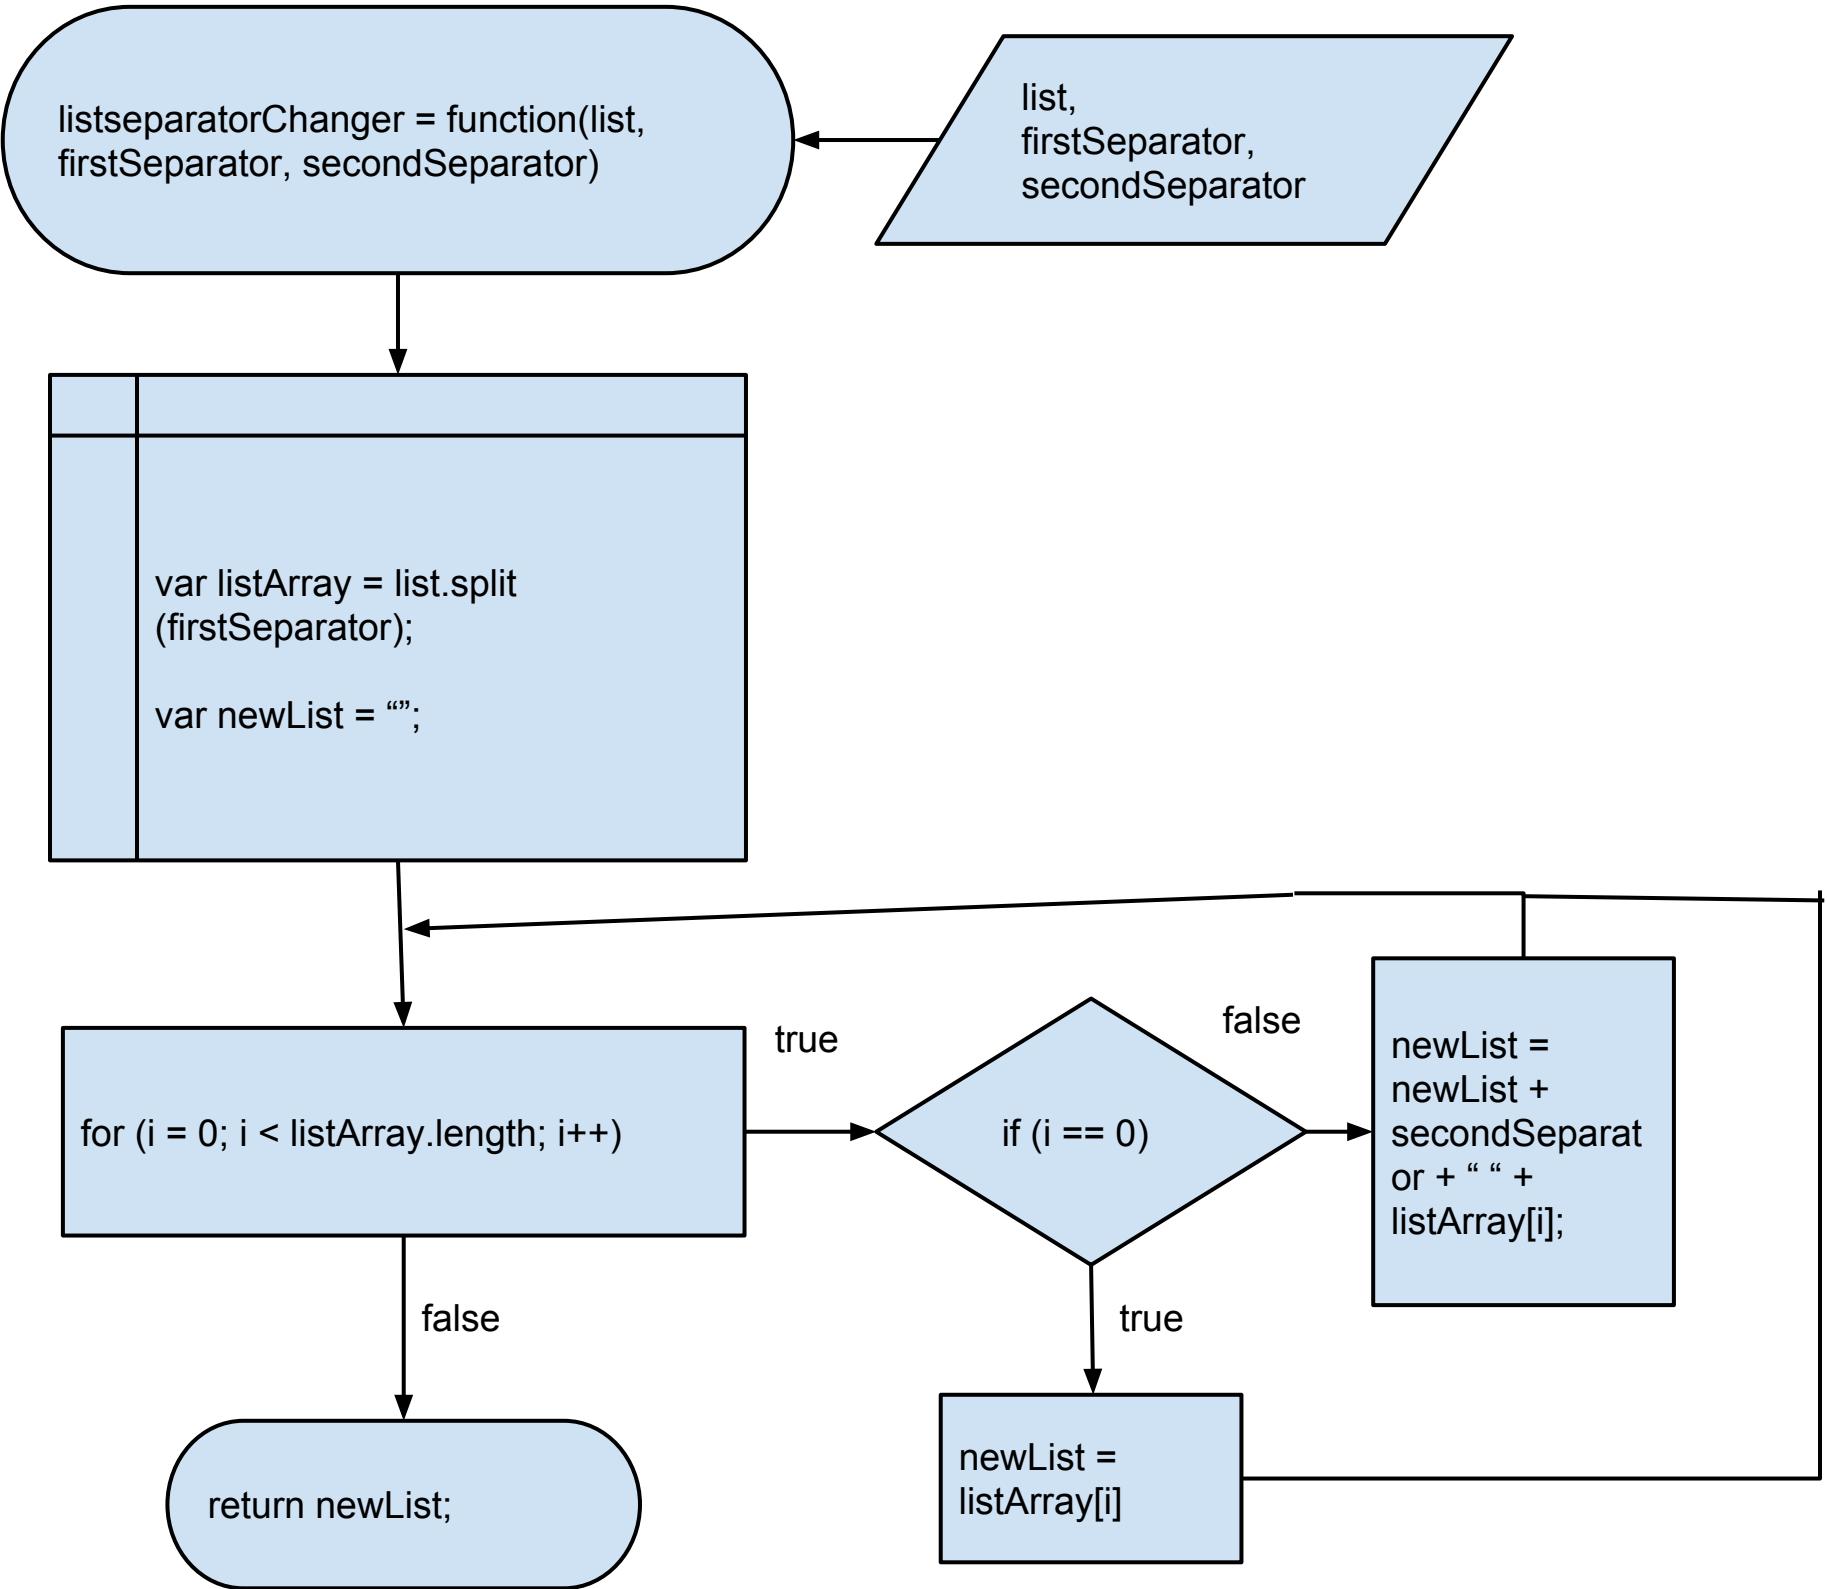 listseparatorChanger = function(list,
firstSeparator, secondSeparator)
list,
firstSeparator,
secondSeparator
var listArray = list.split
(firstSeparator);
var newList = “”;
for (i = 0; i < listArray.length; i++)
true
if (i == 0)
false
newList =
newList +
secondSeparat
or + “ “ +
listArray[i];
false
true
return newList;
newList =
listArray[i]